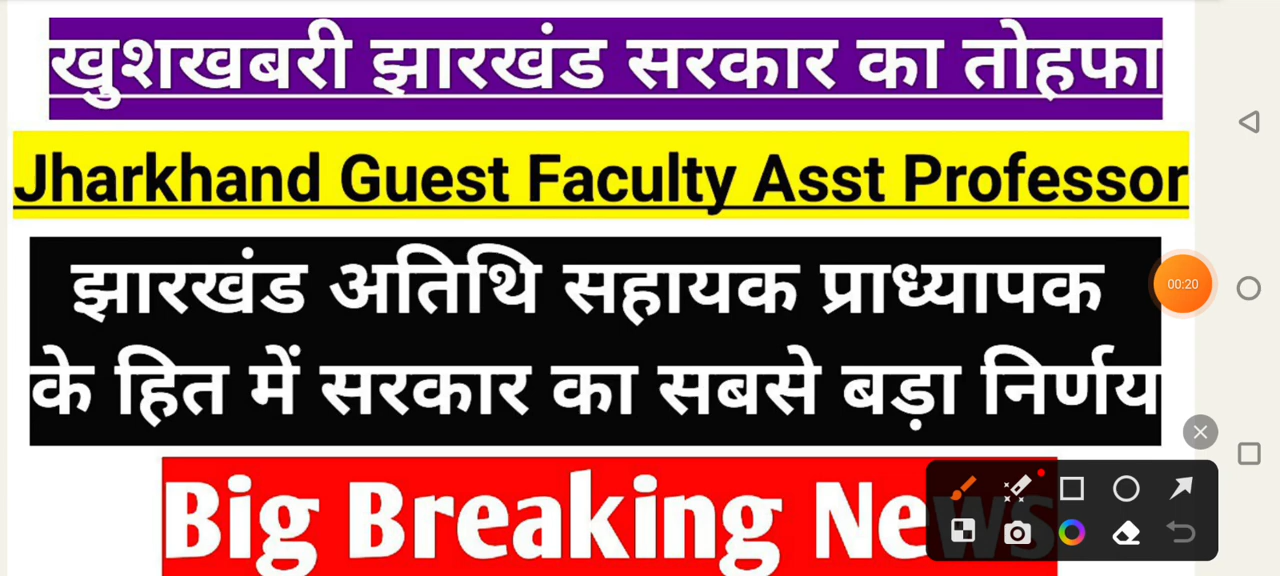 खुशखबरी झारखंड सरकार का तोहफा
Jharkhand Guest Faculty Asst Professor
झारखंड अतिथि सहायक प्राध्यापक
के हित में सरकार का सबसे बड़ा निर्णय
00:20
Big Breaking News